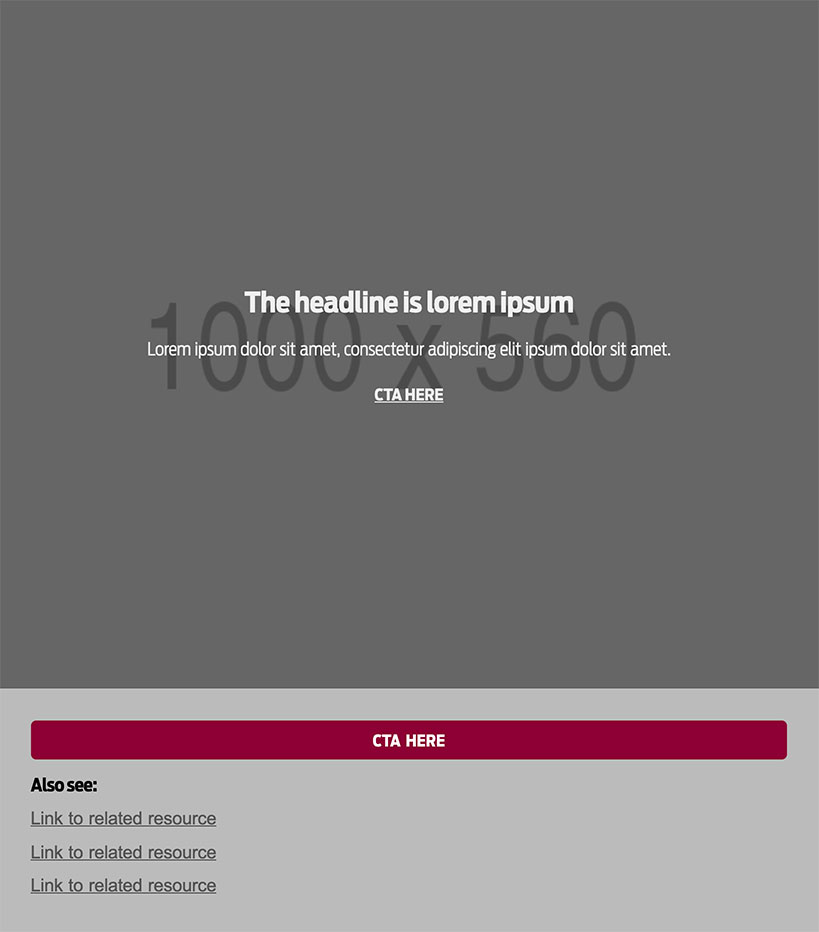 The headline is lorem ipsum
1000 x 560
Lorem ipsum dolor sit amet, consectetur adipiscing elit ipsum dolor sit amet.
CTA HERE
CTA HERE
Also see:
Link to related resource
Link to related resource
Link to related resource